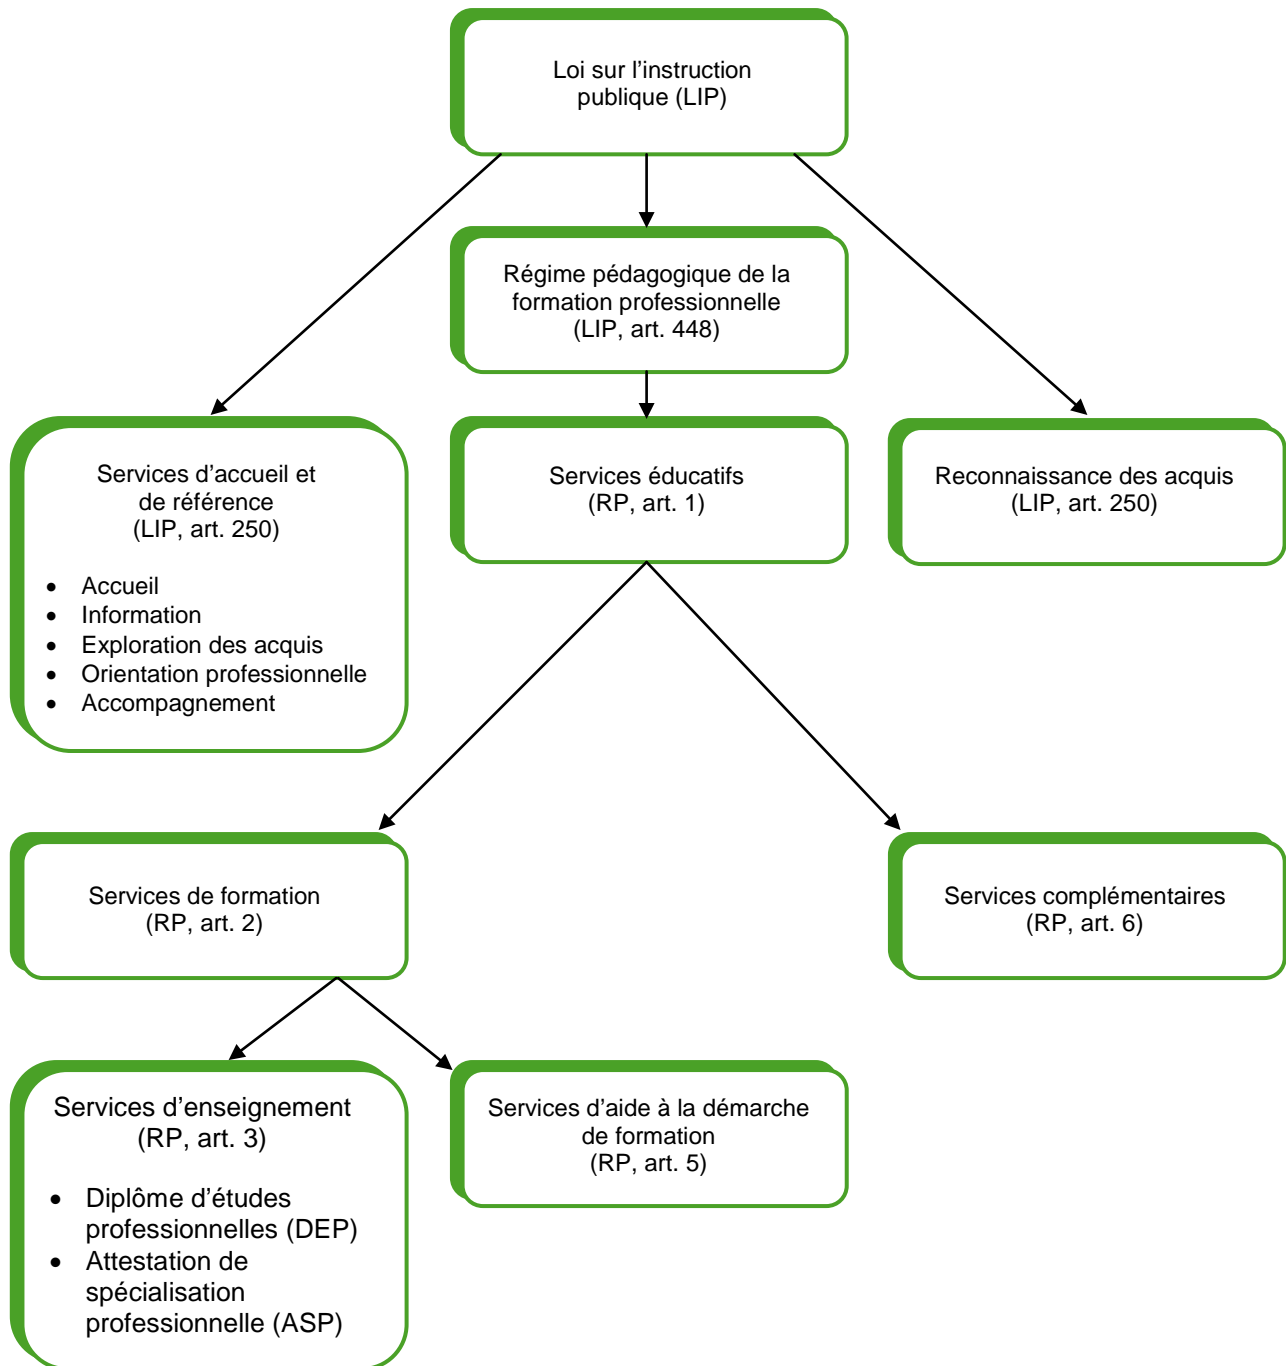 Loi sur l’instruction
publique (LIP)
Régime pédagogique de la
formation professionnelle
(LIP, art. 448)
Services d’accueil et
de référence
(LIP, art. 250)
• Accueil
• Information
• Exploration des acquis
• Orientation professionnelle
• Accompagnement
Services éducatifs
(RP, art. 1)
Reconnaissance des acquis
(LIP, art. 250)
Services de formation
(RP, art. 2)
Services complémentaires
(RP, art. 6)
Services d’enseignement
(RP, art. 3)
• Diplôme d’études
professionnelles (DEP)
• Attestation de
spécialisation
professionnelle (ASP)
Services d’aide à la démarche
de formation
(RP, art. 5)